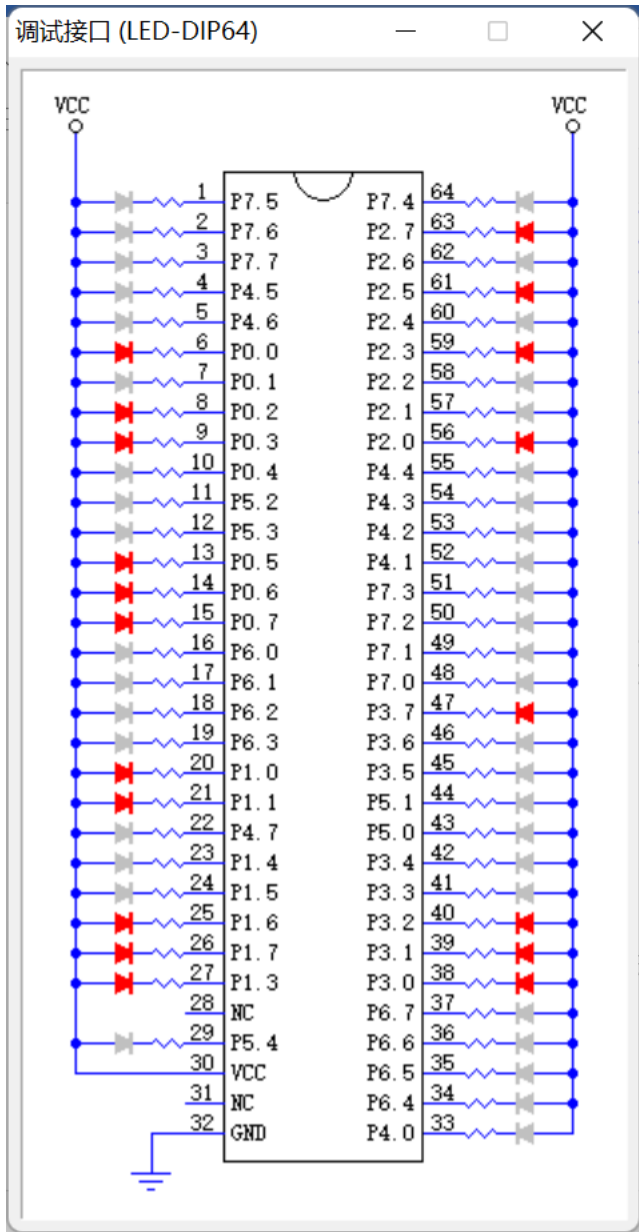 调试接口 (LED-DIP64)
VCC VCC
1 P7.5 P7.4 64
2 P7.6 P2.7 63
3 P7.7 P2.6 62
4 P4.5 P2.5 61
5 P4.6 P2.4 60
6 P0.0 P2.3 59
7 P0.1 P2.2 58
8 P0.2 P2.1 57
9 P0.3 P2.0 56
10 P0.4 P4.4 55
11 P5.2 P4.3 54
12 P5.3 P4.2 53
13 P0.5 P4.1 52
14 P0.6 P7.3 51
15 P0.7 P7.2 50
16 P6.0 P7.1 49
17 P6.1 P7.0 48
18 P6.2 P3.7 47
19 P6.3 P3.6 46
20 P1.0 P3.5 45
21 P1.1 P5.1 44
22 P4.7 P5.0 43
23 P1.4 P3.4 42
24 P1.5 P3.3 41
25 P1.6 P3.2 40
26 P1.7 P3.1 39
27 P1.3 P3.0 38
28 NC P6.7 37
29 P5.4 P6.6 36
30 VCC P6.5 35
31 NC P6.4 34
32 GND P4.0 33